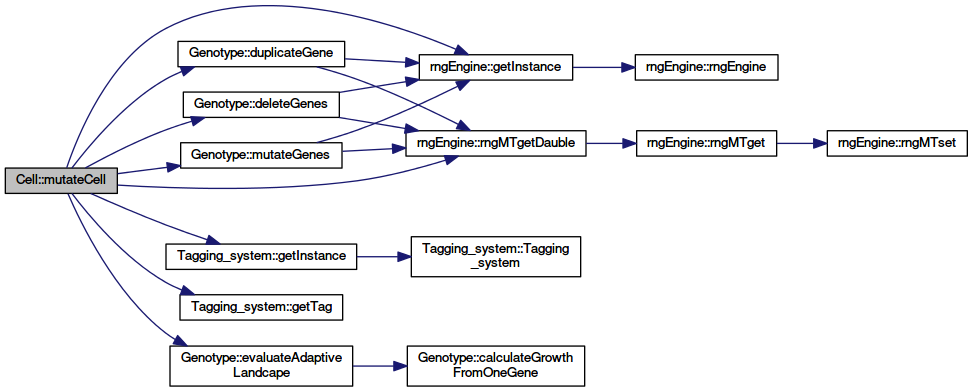 Genotype::duplicateGene
rngEngine::getInstance
rngEngine::rngEngine
Genotype::deleteGenes
rngEngine::rngMTgetDauble
rngEngine::rngMTget
rngEngine::rngMTset
Genotype::mutateGenes
Cell::mutateCell
Tagging_system::getInstance
Tagging_system::Tagging
_system
Tagging_system::getTag
Genotype::evaluateAdaptive
Landcape
Genotype::calculateGrowth
FromOneGene